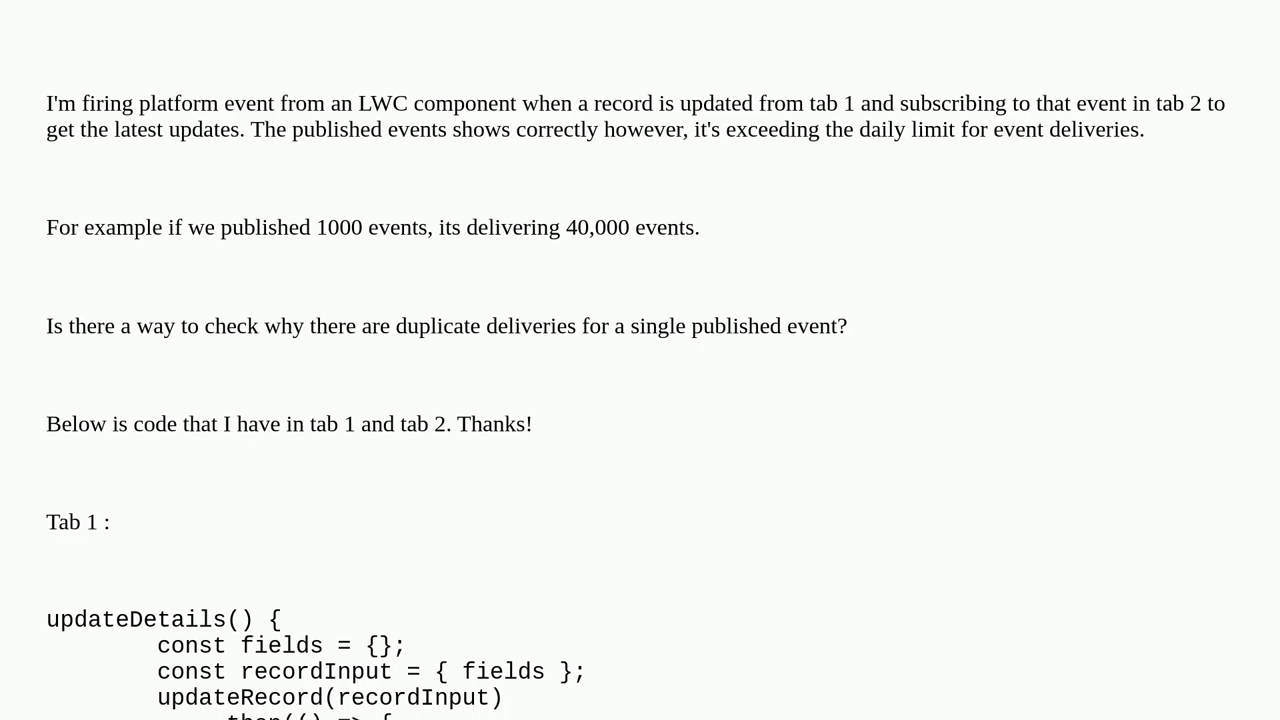 I'm firing platform event from an LWC component when a record is updated from tab 1 and subscribing to that event in tab 2 to
get the latest updates. The published events shows correctly however, it's exceeding the daily limit for event deliveries.
For example if we published 1000 events, its delivering 40,000 events.
Is there a way to check why there are duplicate deliveries for a single published event?
Below is code that I have in tab 1 and tab 2. Thanks!
Tab 1 :
updateDetails() {
const fields = {};
const recordInput = { fields };
updateRecord(recordInput)
.then(() => {